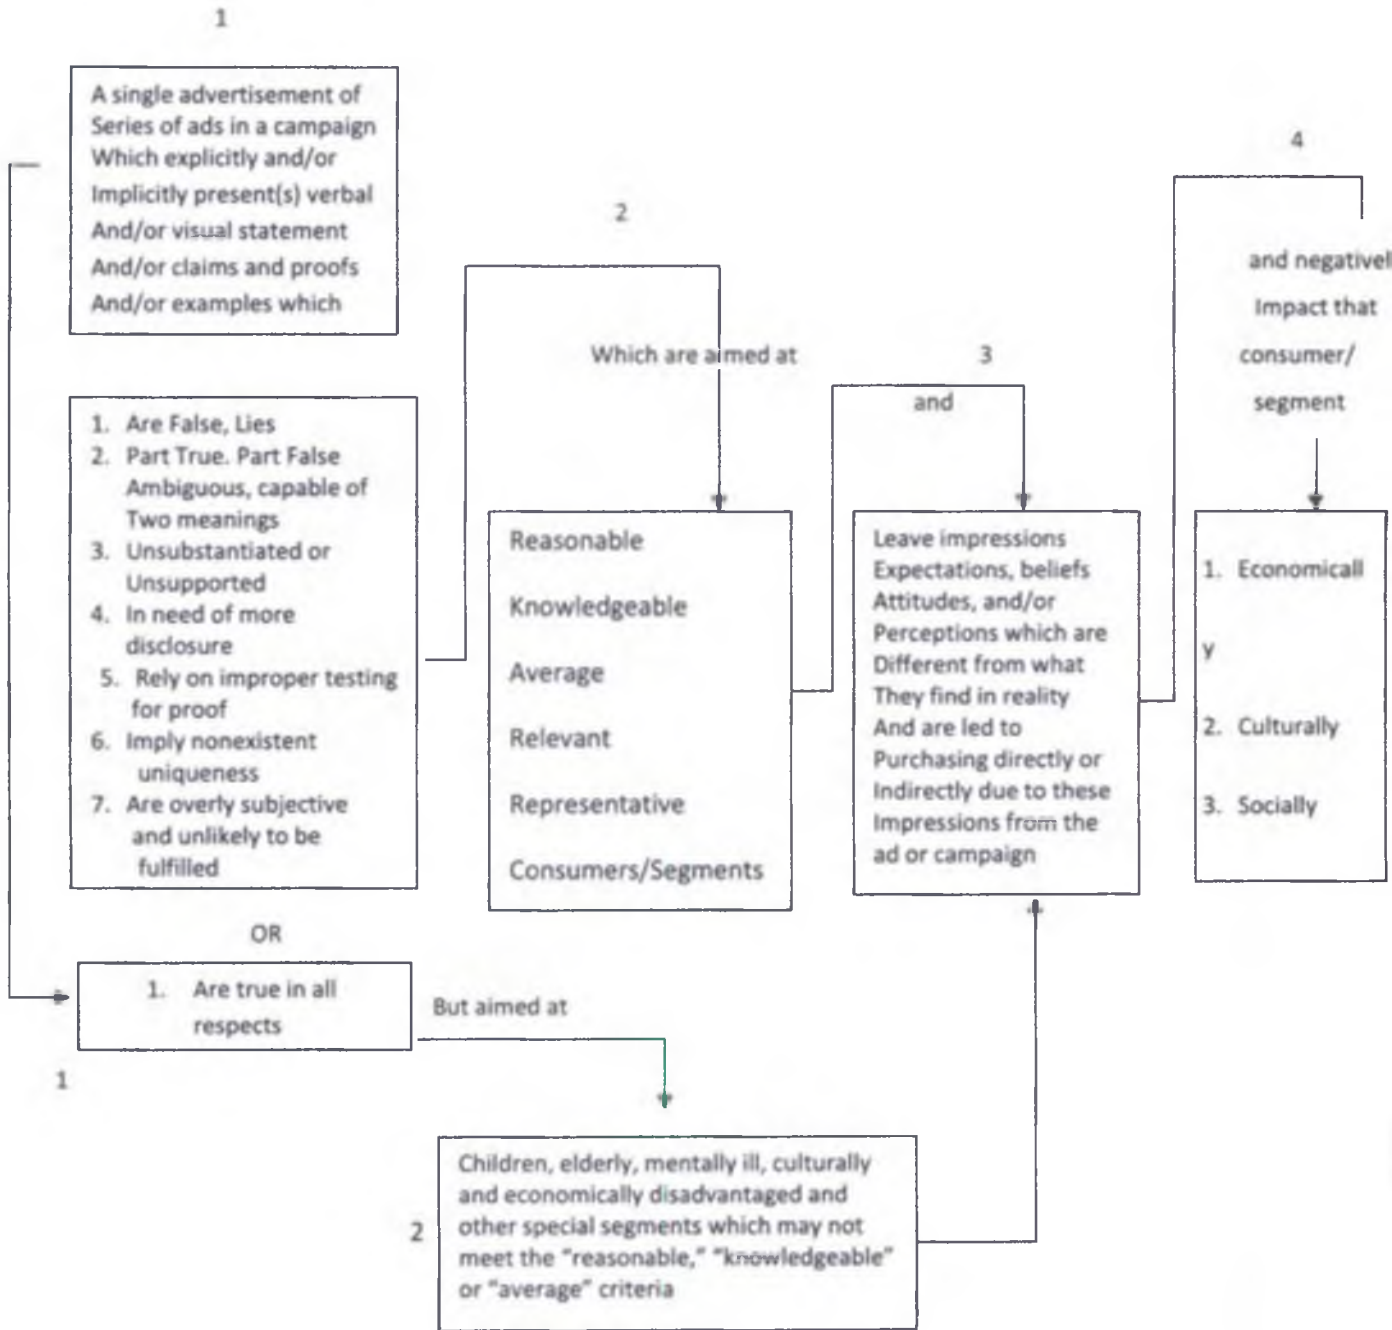 1
A single advertisement of
Series of ads in a campaign
Which explicitly and/or
Implicitly present(s) verbal
And/or visual statement
And/or claims and proofs
And/or examples which
1. Are False, Lies
2. Part True. Part False
Ambiguous, capable of
Two meanings
3. Unsubstantiated or
Unsupported
4. In need of more
disclosure
5. Rely on improper testing
for proof
6. Imply nonexistent
uniqueness
7. Are overly subjective
and unlikely to be
fulfilled
OR
1. Are true in all
respects
1
2
Which are aimed at
Reasonable
Knowledgeable
Average
Relevant
Representative
Consumers/Segments
But aimed at
2
Children, elderly, mentally ill, culturally
and economically disadvantaged and
other special segments which may not
meet the “reasonable,” “knowledgeable”
or “average” criteria
3
and
Leave impressions
Expectations, beliefs
Attitudes, and/or
Perceptions which are
Different from what
They find in reality
And are led to
Purchasing directly or
Indirectly due to these
Impressions from the
ad or campaign
4
and negativel
Impact that
consumer/
segment
1. Economicall
y
2. Culturally
3. Socially